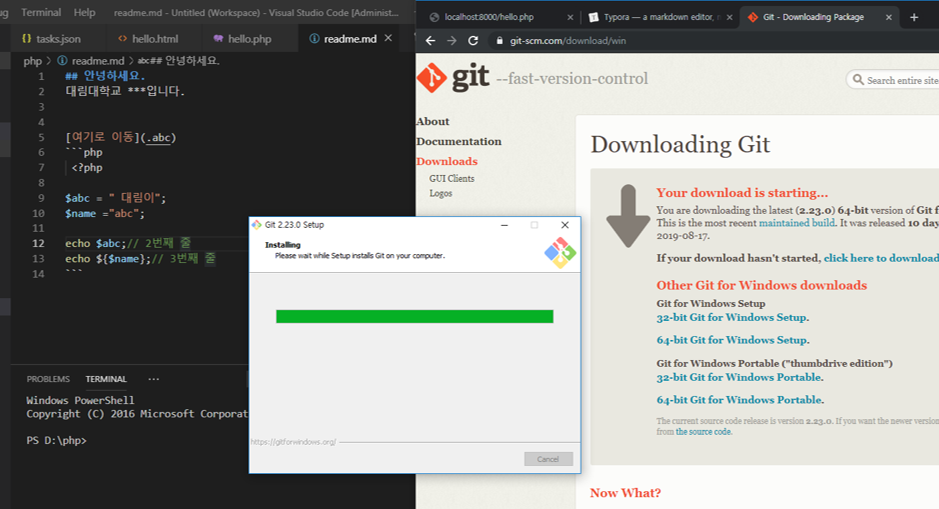 ug Terminal Help readme.md - Untitled (Workspace) - Visual Studio Code [Administ...
tasks.json hello.html hello.php readme.md
php > readme.md > abc## 안녕하세요.
1 ## 안녕하세요.
2 대림대학교 ***입니다.
3
4
5 [여기로 이동](.abc)
6 ```php
7 <?php
8
9 $abc = " 대림이";
10 $name ="abc";
11
12 echo $abc;// 2번째 줄
13 echo ${$name};// 3번째 줄
14 ```
PROBLEMS TERMINAL ...
Windows PowerShell
Copyright (C) 2016 Microsoft Corporat
PS D:\php>
Git 2.23.0 Setup
Installing
Please wait while Setup installs Git on your computer.
https://gitforwindows.org/
Cancel
localhost:8000/hello.php Typora — a markdown editor, m Git - Downloading Package
git-scm.com/download/win
git --fast-version-control
Search entire site
About
Documentation
Downloads
GUI Clients
Logos
Downloading Git
Your download is starting...
You are downloading the latest (2.23.0) 64-bit version of Git f
This is the most recent maintained build. It was released 10 day
2019-08-17.
If your download hasn't started, click here to download
Other Git for Windows downloads
Git for Windows Setup
32-bit Git for Windows Setup.
64-bit Git for Windows Setup.
Git for Windows Portable ("thumbdrive edition")
32-bit Git for Windows Portable.
64-bit Git for Windows Portable.
The current source code release is version 2.23.0. If you want the newer version
from the source code.
Now What?